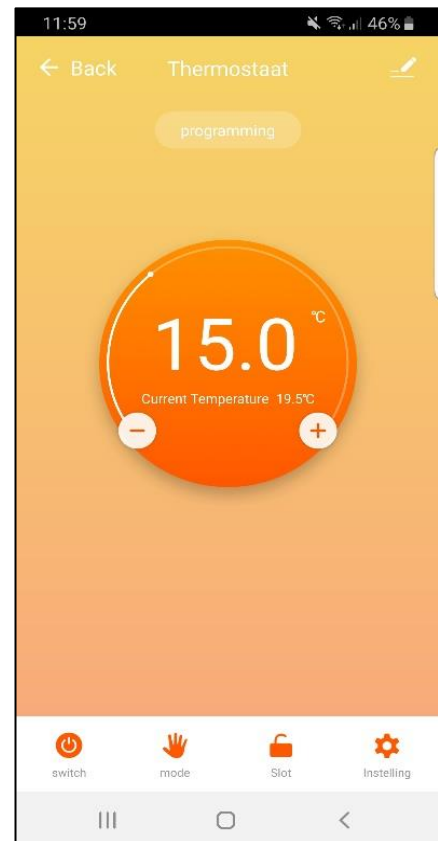 11:59 46%
Back Thermostaat
programming
15.0 °C
Current Temperature 19.5℃
switch mode Slot Instelling